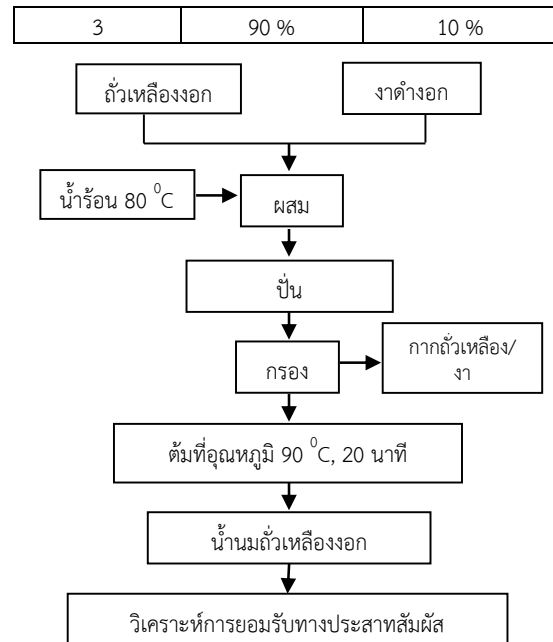 3 90 % 10 %
ถั่วเหลืองงอก
งาดำงอก
น้ำร้อน 80 ⁰C
ผสม
ปั่น
กรอง
กากถั่วเหลือง/
งา
ต้มที่อุณหภูมิ 90 ⁰C, 20 นาที
น้ำนมถั่วเหลืองงอก
วิเคราะห์การยอมรับทางประสาทสัมผัส